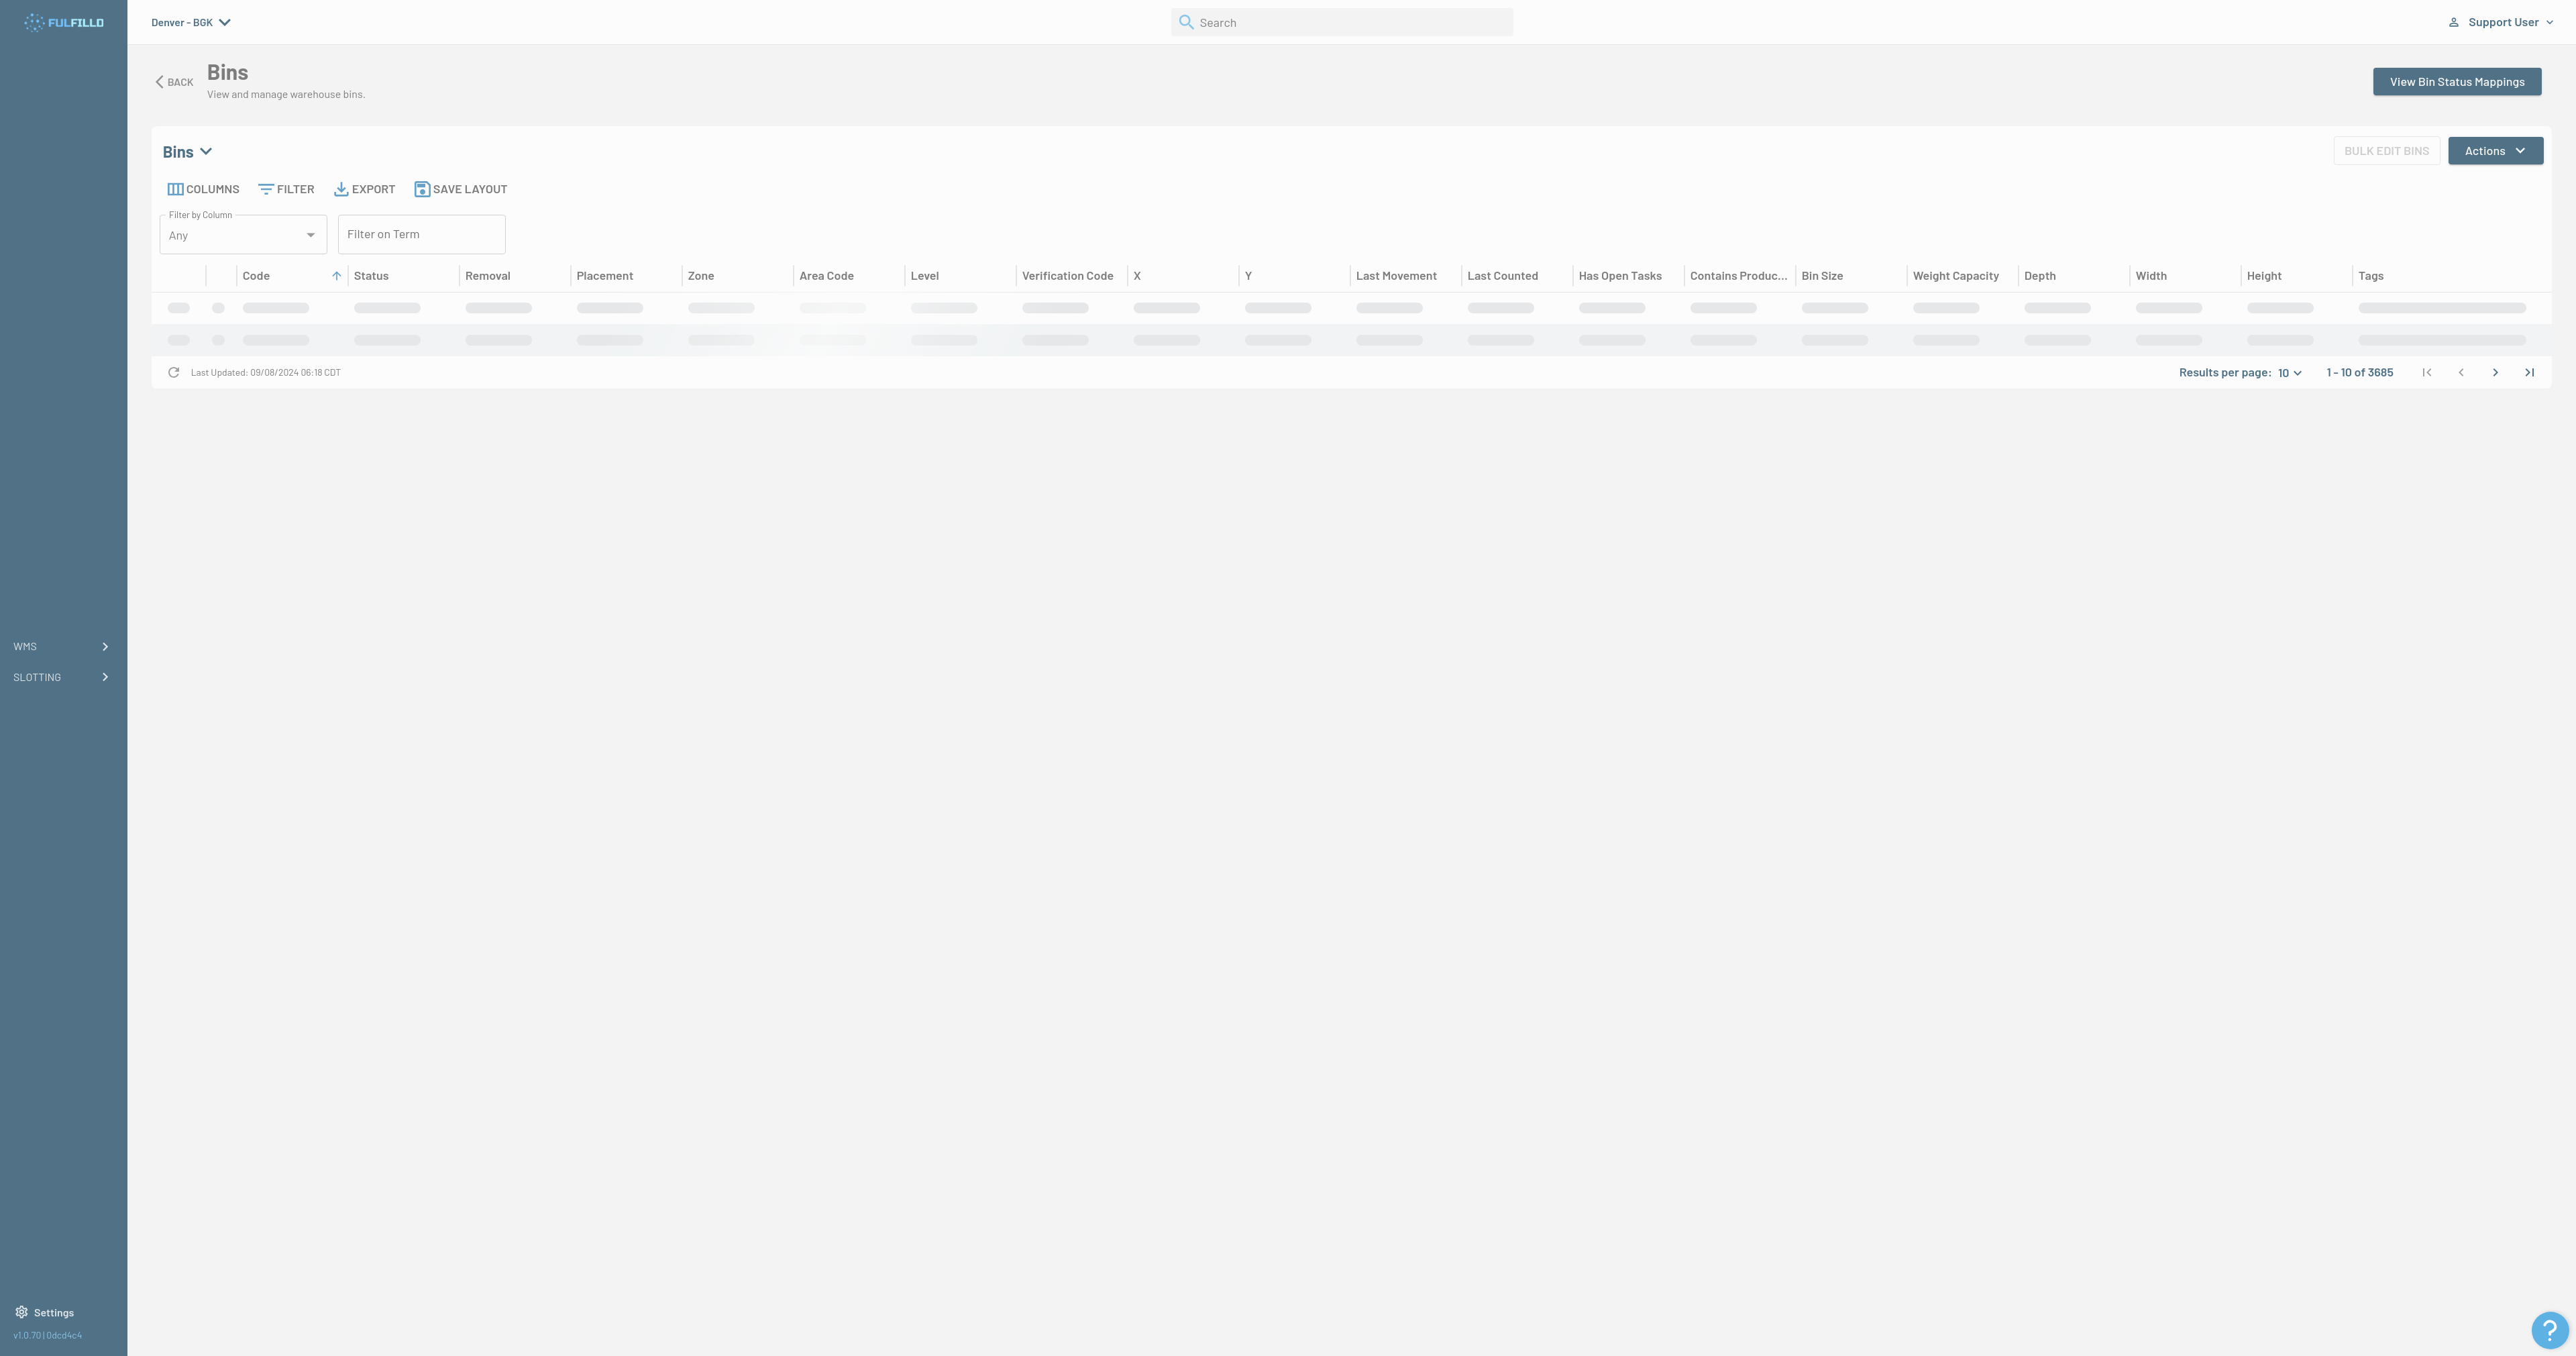 FULFILLD
Denver - BGK
Search
Support User
BACK
Bins
View and manage warehouse bins.
View Bin Status Mappings
Bins
BULK EDIT BINS
Actions
COLUMNS FILTER EXPORT SAVE LAYOUT
Filter by Column
Any
Filter on Term
Code Status Removal Placement Zone Area Code Level Verification Code X Y Last Movement Last Counted Has Open Tasks Contains Produc... Bin Size Weight Capacity Depth Width Height Tags
Last Updated: 09/08/2024 06:18 CDT
Results per page: 10 1 - 10 of 3685
WMS
SLOTTING
Settings
v1.0.70 | 0dcd4c4
?